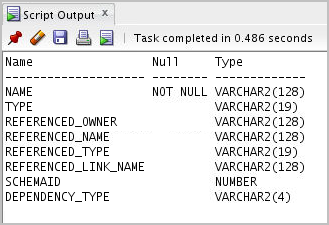 Script Output x
Task completed in 0.486 seconds
Name Null Type
-------------------- -------- -------------
NAME NOT NULL VARCHAR2(128)
TYPE VARCHAR2(19)
REFERENCED_OWNER VARCHAR2(128)
REFERENCED_NAME VARCHAR2(128)
REFERENCED_TYPE VARCHAR2(19)
REFERENCED_LINK_NAME VARCHAR2(128)
SCHEMAID NUMBER
DEPENDENCY_TYPE VARCHAR2(4)